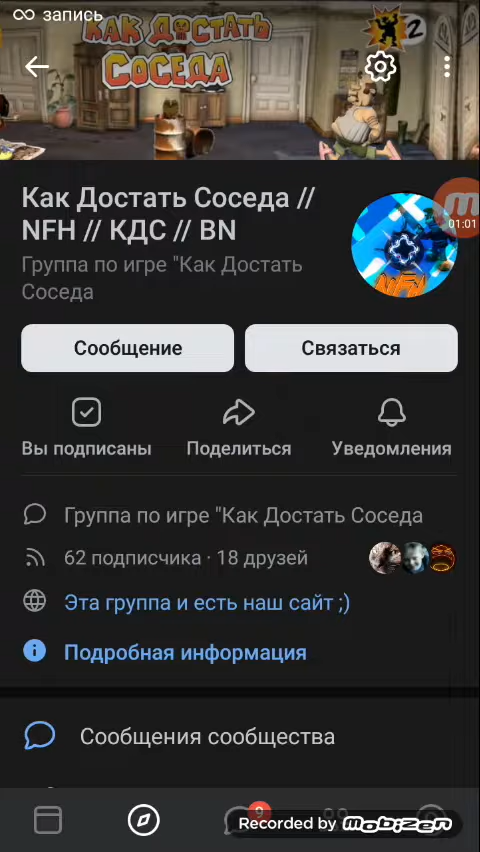 запись
КАК ДОСТАТЬ
СОСЕДА
2
Как Достать Соседа //
NFH // КДС // BN
Группа по игре "Как Достать
Соседа
01:01
Сообщение
Связаться
Вы подписаны
Поделиться
Уведомления
Группа по игре "Как Достать Соседа
62 подписчика · 18 друзей
Эта группа и есть наш сайт ;)
Подробная информация
Сообщения сообщества
9
Recorded by mobizen